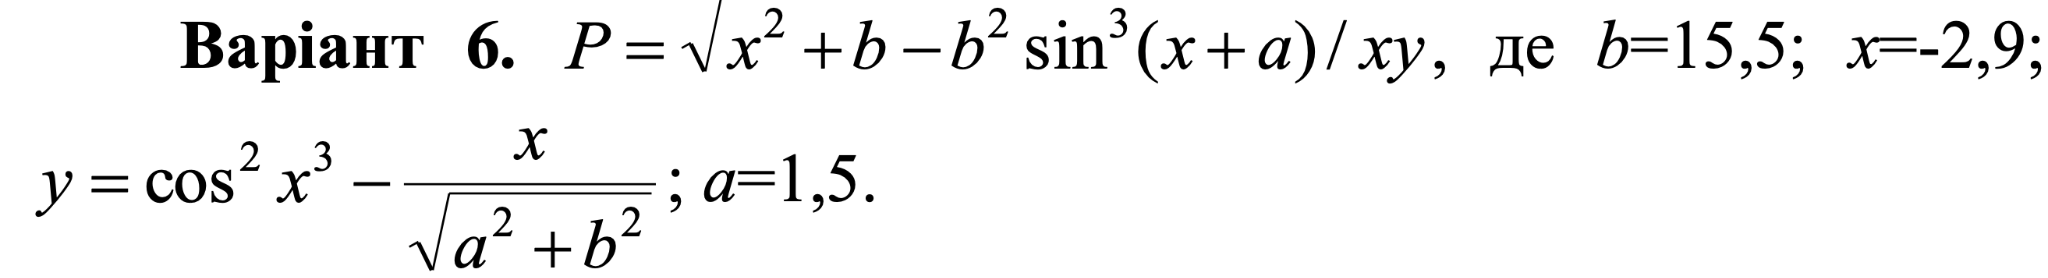 Варіант 6. P = √x² + b − b² sin³(x + a) / xy, де b=15,5; x=-2,9;
y = cos² x³ − x / √(a² + b²); a=1,5.